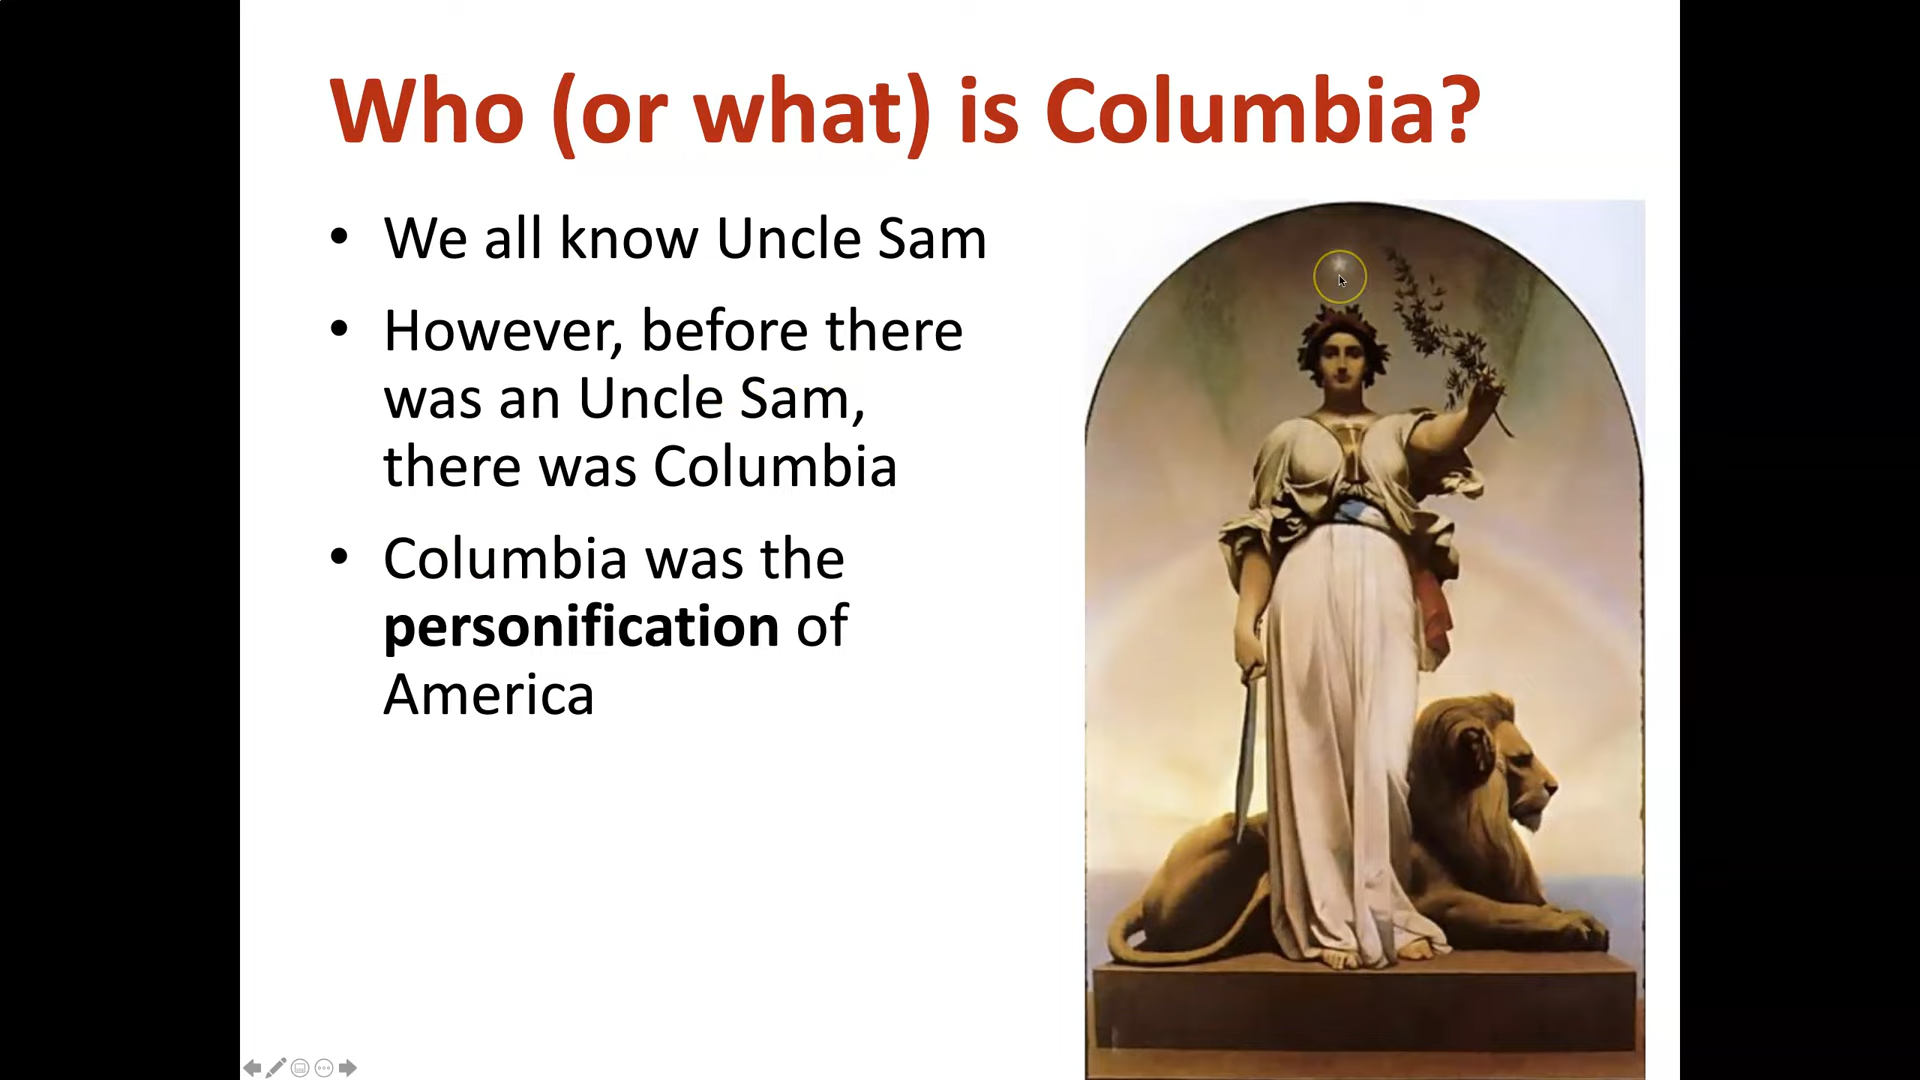 Who (or what) is Columbia?
• We all know Uncle Sam
• However, before there
was an Uncle Sam,
there was Columbia
• Columbia was the
personification of
America